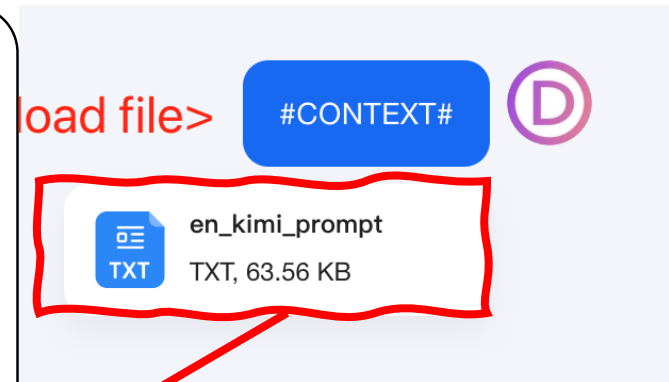 load file> #CONTEXT# D
en_kimi_prompt
TXT TXT, 63.56 KB